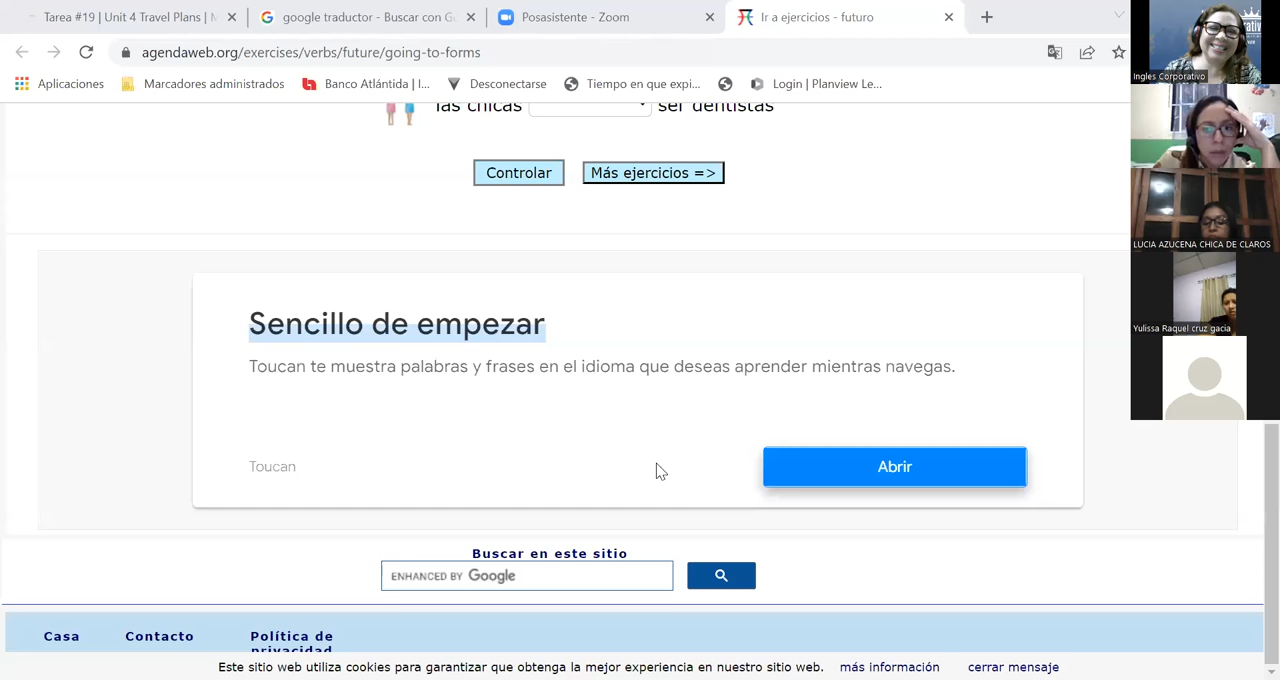 Tarea #19 | Unit 4 Travel Plans | M
google traductor - Buscar con G
Posasistente - Zoom
Ir a ejercicios - futuro
agendaweb.org/exercises/verbs/future/going-to-forms
Aplicaciones
Marcadores administrados
Banco Atlántida | I...
Desconectarse
Tiempo en que expi...
Login | Planview Le...
las chicas
ser dentistas
Controlar
Más ejercicios =>
Sencillo de empezar
Toucan te muestra palabras y frases en el idioma que deseas aprender mientras navegas.
Toucan
Abrir
Buscar en este sitio
ENHANCED BY Google
Casa
Contacto
Política de
privacidad
Este sitio web utiliza cookies para garantizar que obtenga la mejor experiencia en nuestro sitio web.
más información
cerrar mensaje
Ingles Corporativo
LUCIA AZUCENA CHICA DE CLAROS
Yulissa Raquel cruz gacia